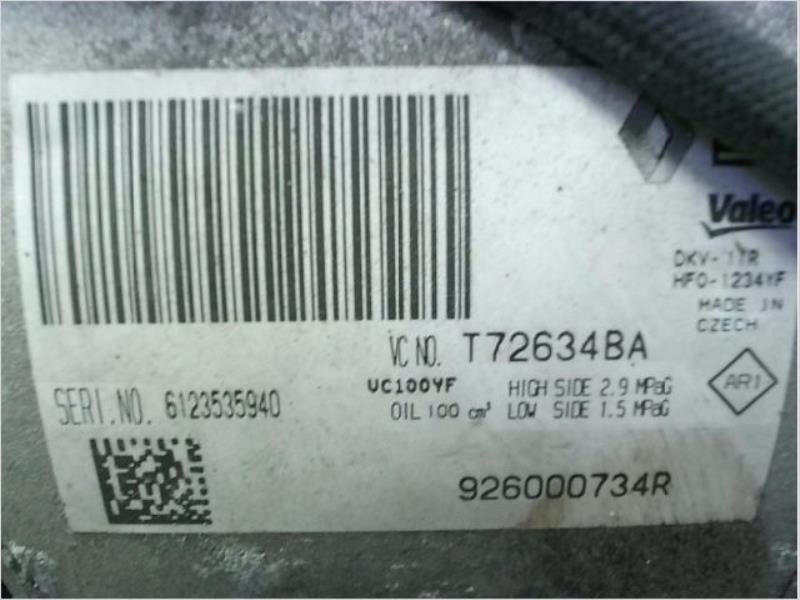 Valeo
DKV-11R
HFO-1234YF
MADE IN
CZECH
VC NO. T72634BA
VC100YF HIGH SIDE 2.9 MPaG
OIL 100 cm³ LOW SIDE 1.5 MPaG
AR1
SERI.NO. 6123535940
926000734R